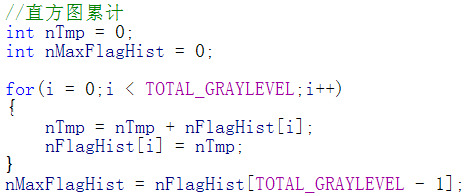 //直方图累计
int nTmp = 0;
int nMaxFlagHist = 0;
for(i = 0;i < TOTAL_GRAYLEVEL;i++)
{
nTmp = nTmp + nFlagHist[i];
nFlagHist[i] = nTmp;
}
nMaxFlagHist = nFlagHist[TOTAL_GRAYLEVEL - 1];